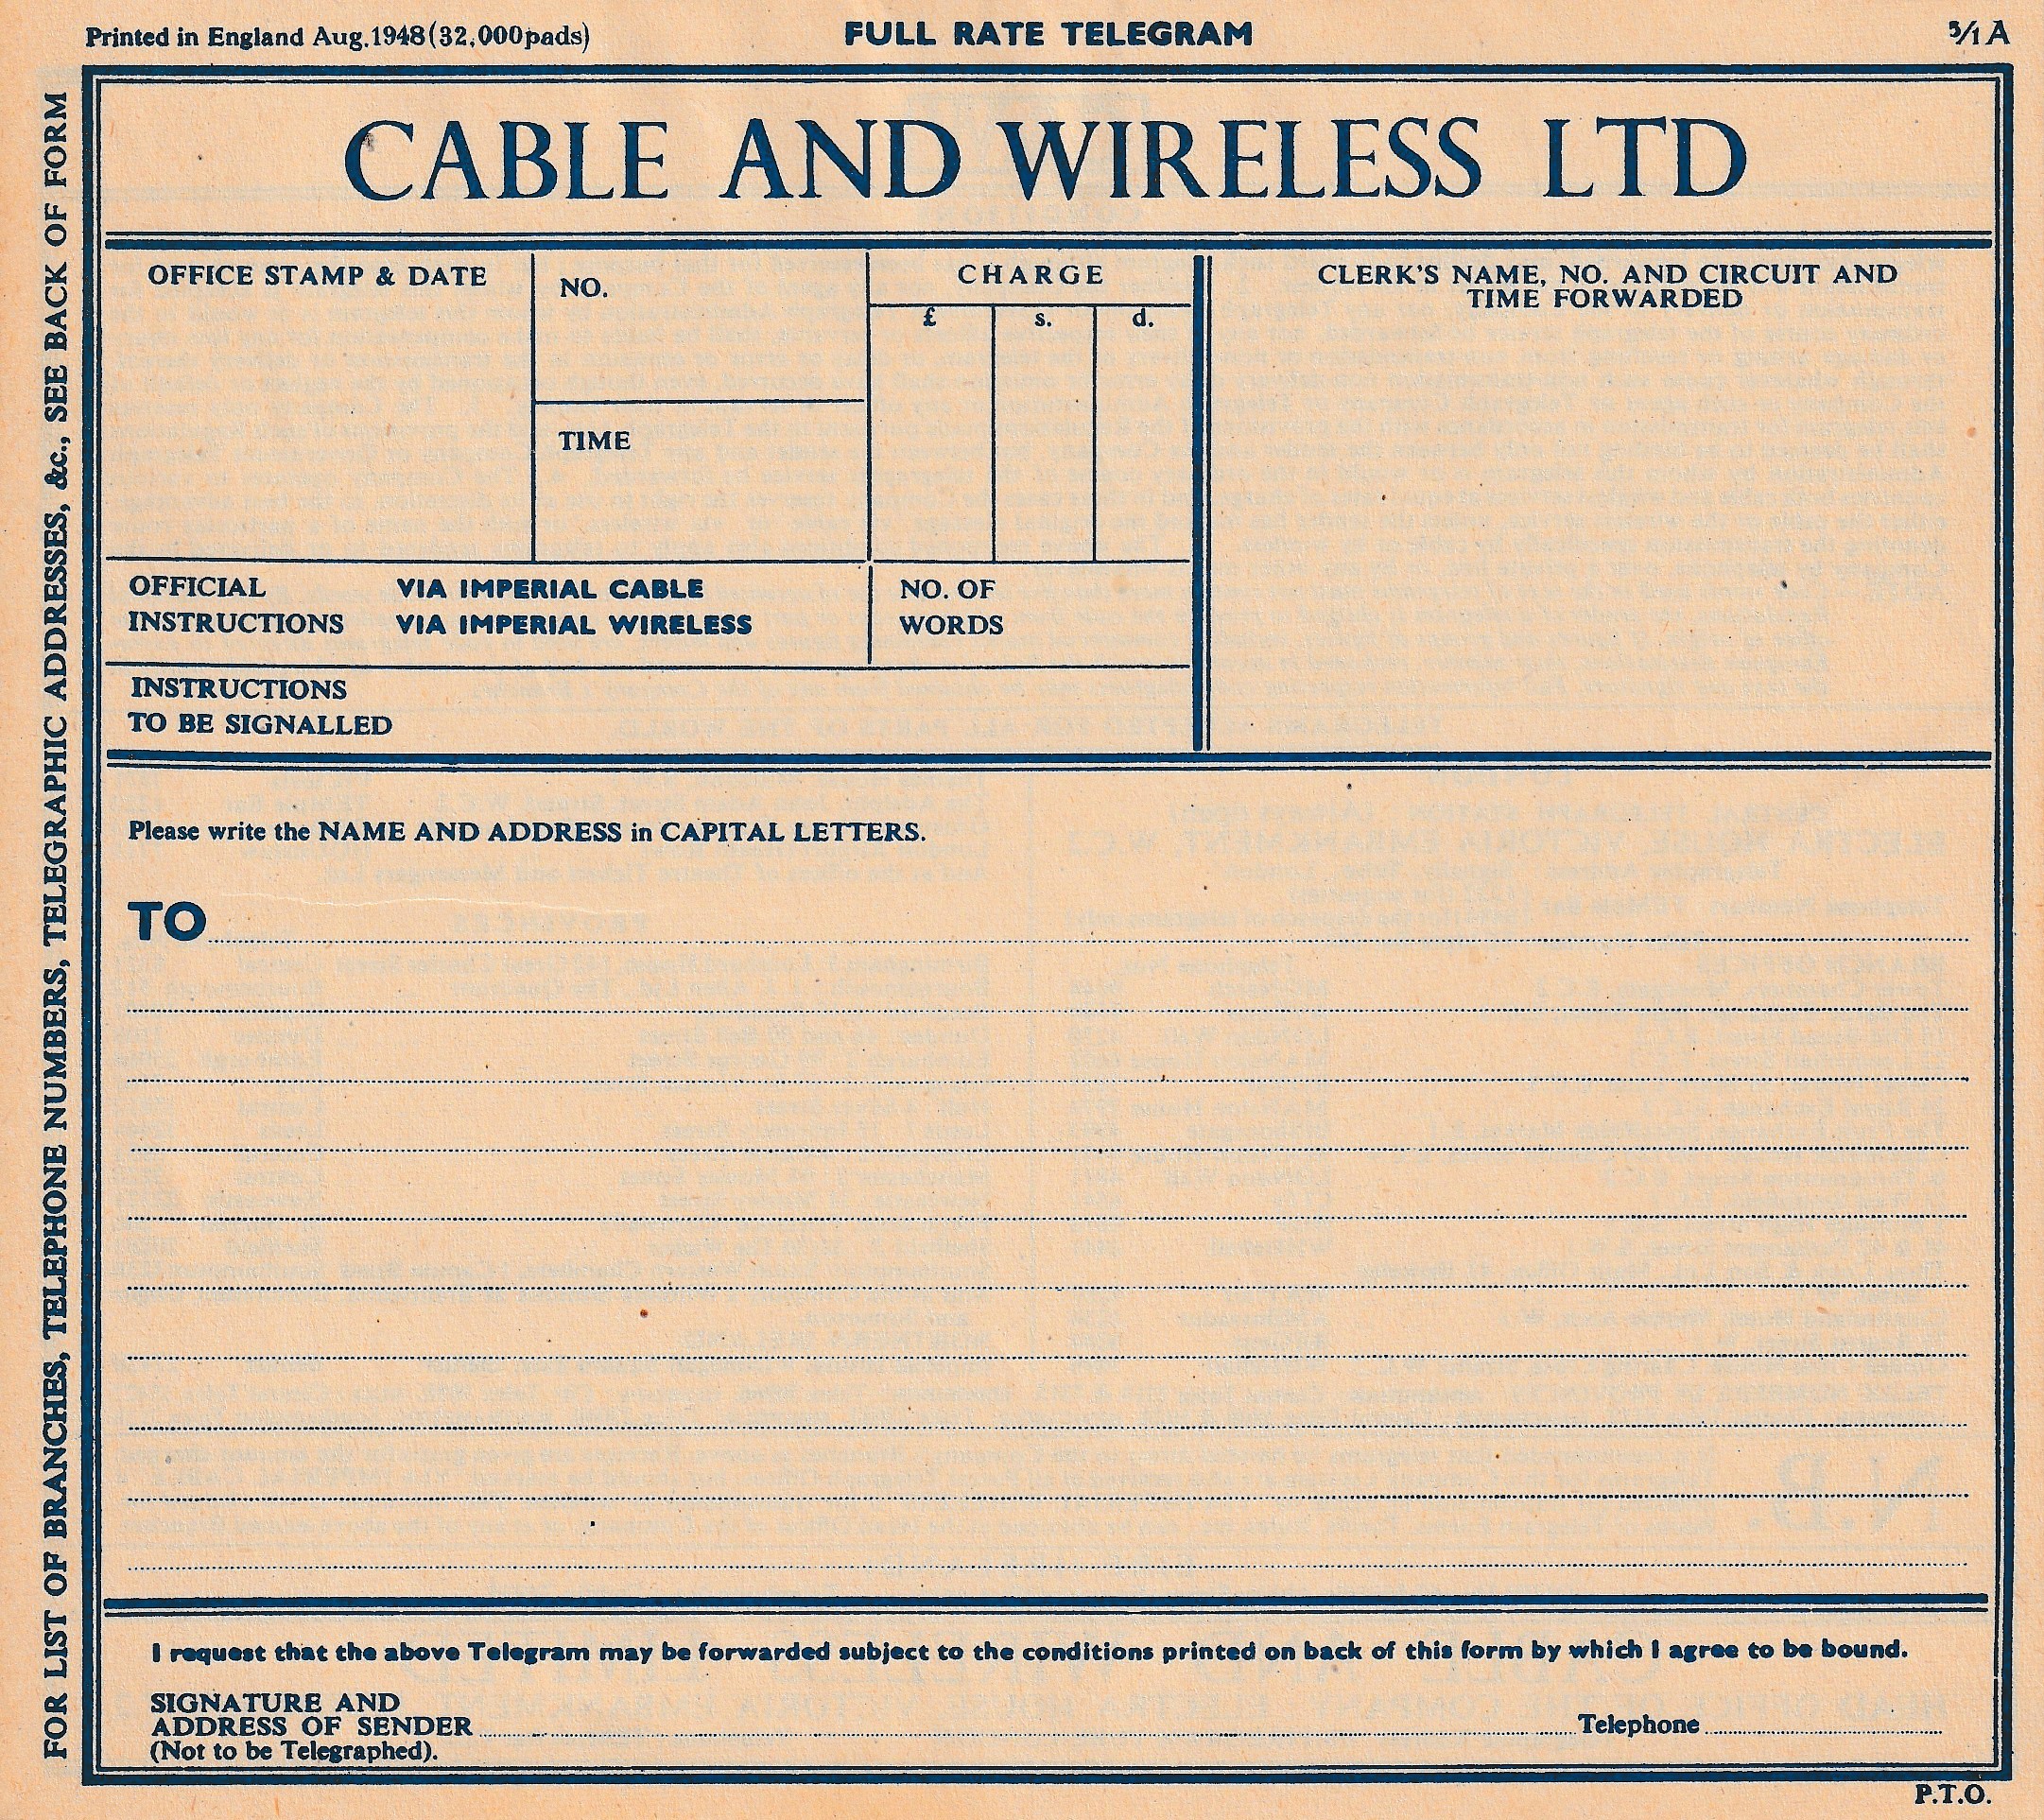 Printed in England Aug.1948(32,000pads)
FULL RATE TELEGRAM
5/1 A
FOR LIST OF BRANCHES, TELEPHONE NUMBERS, TELEGRAPHIC ADDRESSES, &c., SEE BACK OF FORM
CABLE AND WIRELESS LTD
OFFICE STAMP & DATE
NO.
TIME
CHARGE
£ s. d.
CLERK'S NAME, NO. AND CIRCUIT AND
TIME FORWARDED
OFFICIAL
INSTRUCTIONS
VIA IMPERIAL CABLE
VIA IMPERIAL WIRELESS
NO. OF
WORDS
INSTRUCTIONS
TO BE SIGNALLED
Please write the NAME AND ADDRESS in CAPITAL LETTERS.
TO
I request that the above Telegram may be forwarded subject to the conditions printed on back of this form by which I agree to be bound.
SIGNATURE AND
ADDRESS OF SENDER
(Not to be Telegraphed).
Telephone
P.T.O.